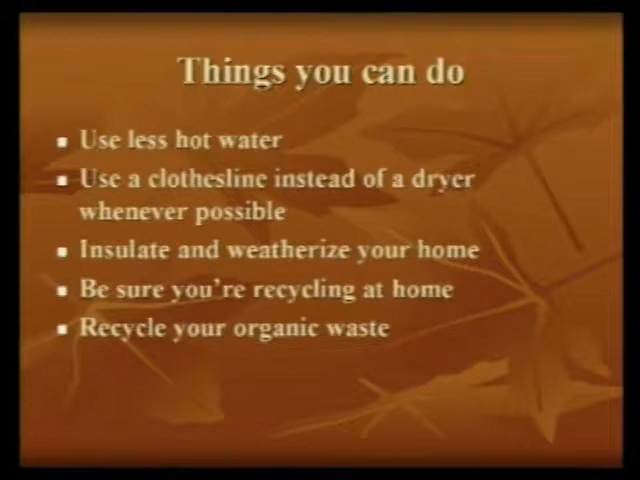 Things you can do
Use less hot water
Use a clothesline instead of a dryer
whenever possible
Insulate and weatherize your home
Be sure you're recycling at home
Recycle your organic waste